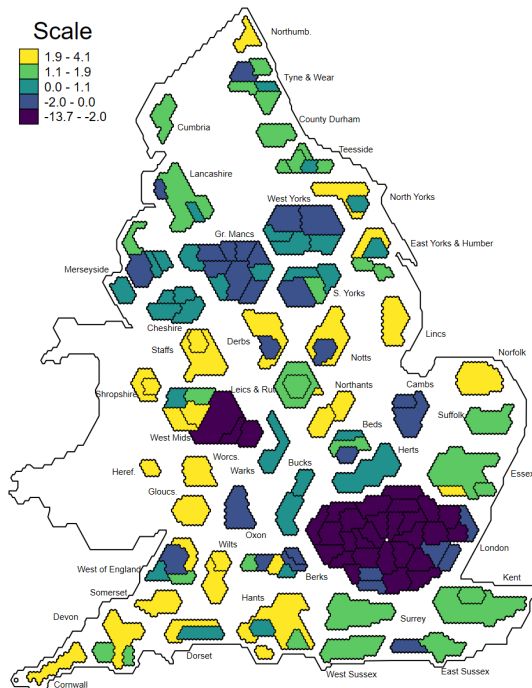 Scale
1.9 - 4.1
1.1 - 1.9
0.0 - 1.1
-2.0 - 0.0
-13.7 - -2.0
Northumb.
Tyne & Wear
County Durham
Cumbria
Teesside
Lancashire
West Yorks
North Yorks
Gr. Mancs
East Yorks & Humber
Merseyside
S. Yorks
Cheshire
Staffs
Derbs
Notts
Lincs
Norfolk
Shropshire
Leics & Rut
Northants
Cambs
Suffolk
West Mids
Beds
Worcs.
Herts
Heref.
Warks
Bucks
Essex
Gloucs.
Oxon
Wilts
London
West of England
Berks
Kent
Somerset
Hants
Devon
Surrey
Dorset
West Sussex
East Sussex
Cornwall